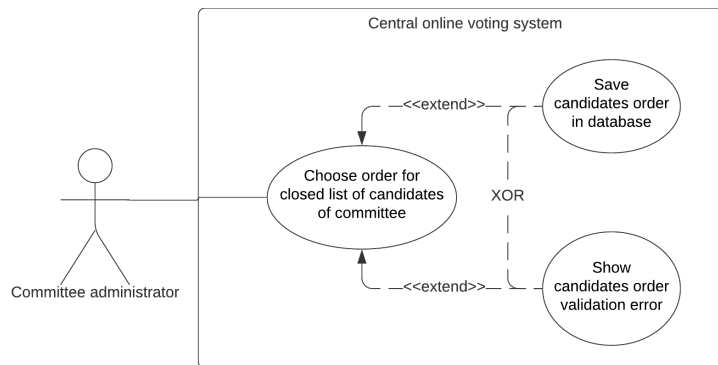 Central online voting system
Save
candidates order
in database
<<extend>>
Choose order for
closed list of candidates
of committee
XOR
Committee administrator
<<extend>>
Show
candidates order
validation error